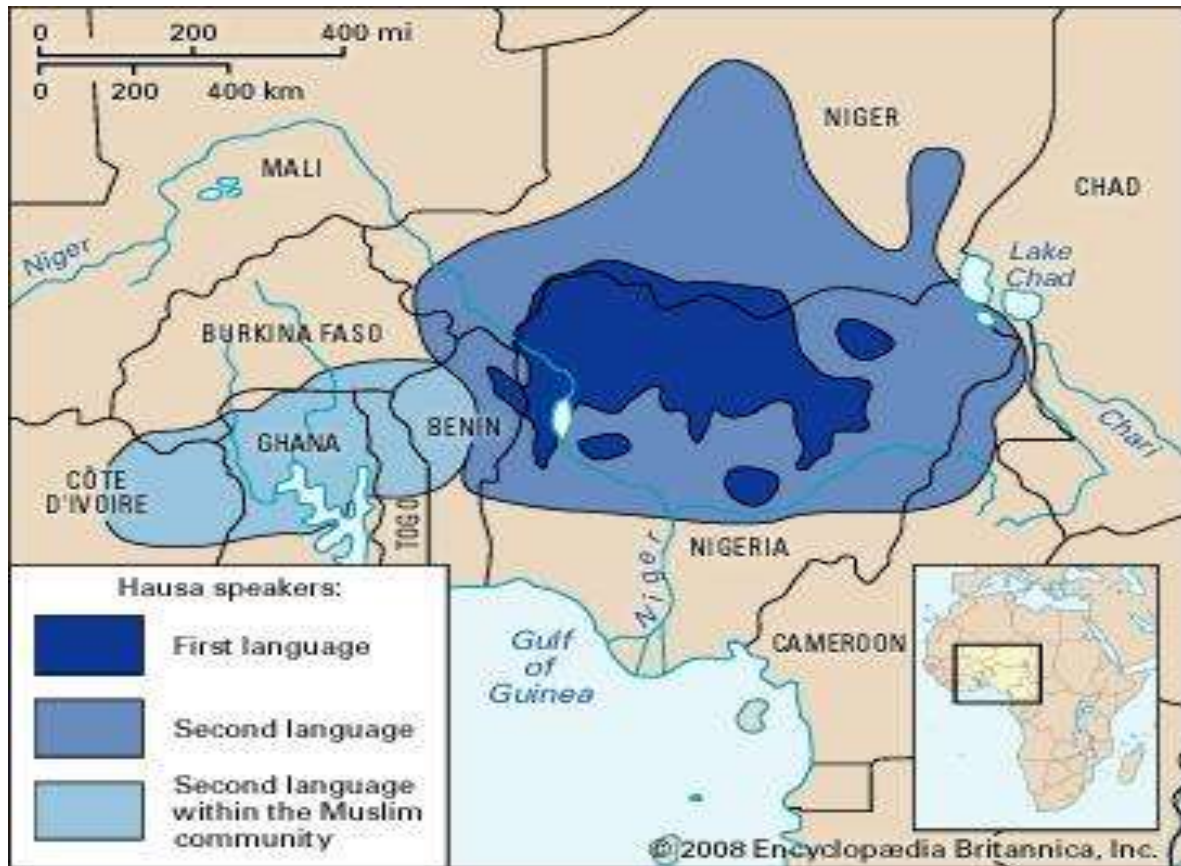 0 200 400 mi
0 200 400 km
NIGER
MALI
CHAD
Niger
Lake
Chad
BURKINA FASO
Chari
BENIN
GHANA
CÔTE
D'IVOIRE
TOGO
NIGERIA
Niger
CAMEROON
Gulf
of
Guinea
Hausa speakers:
First language
Second language
Second language
within the Muslim
community
© 2008 Encyclopædia Britannica, Inc.